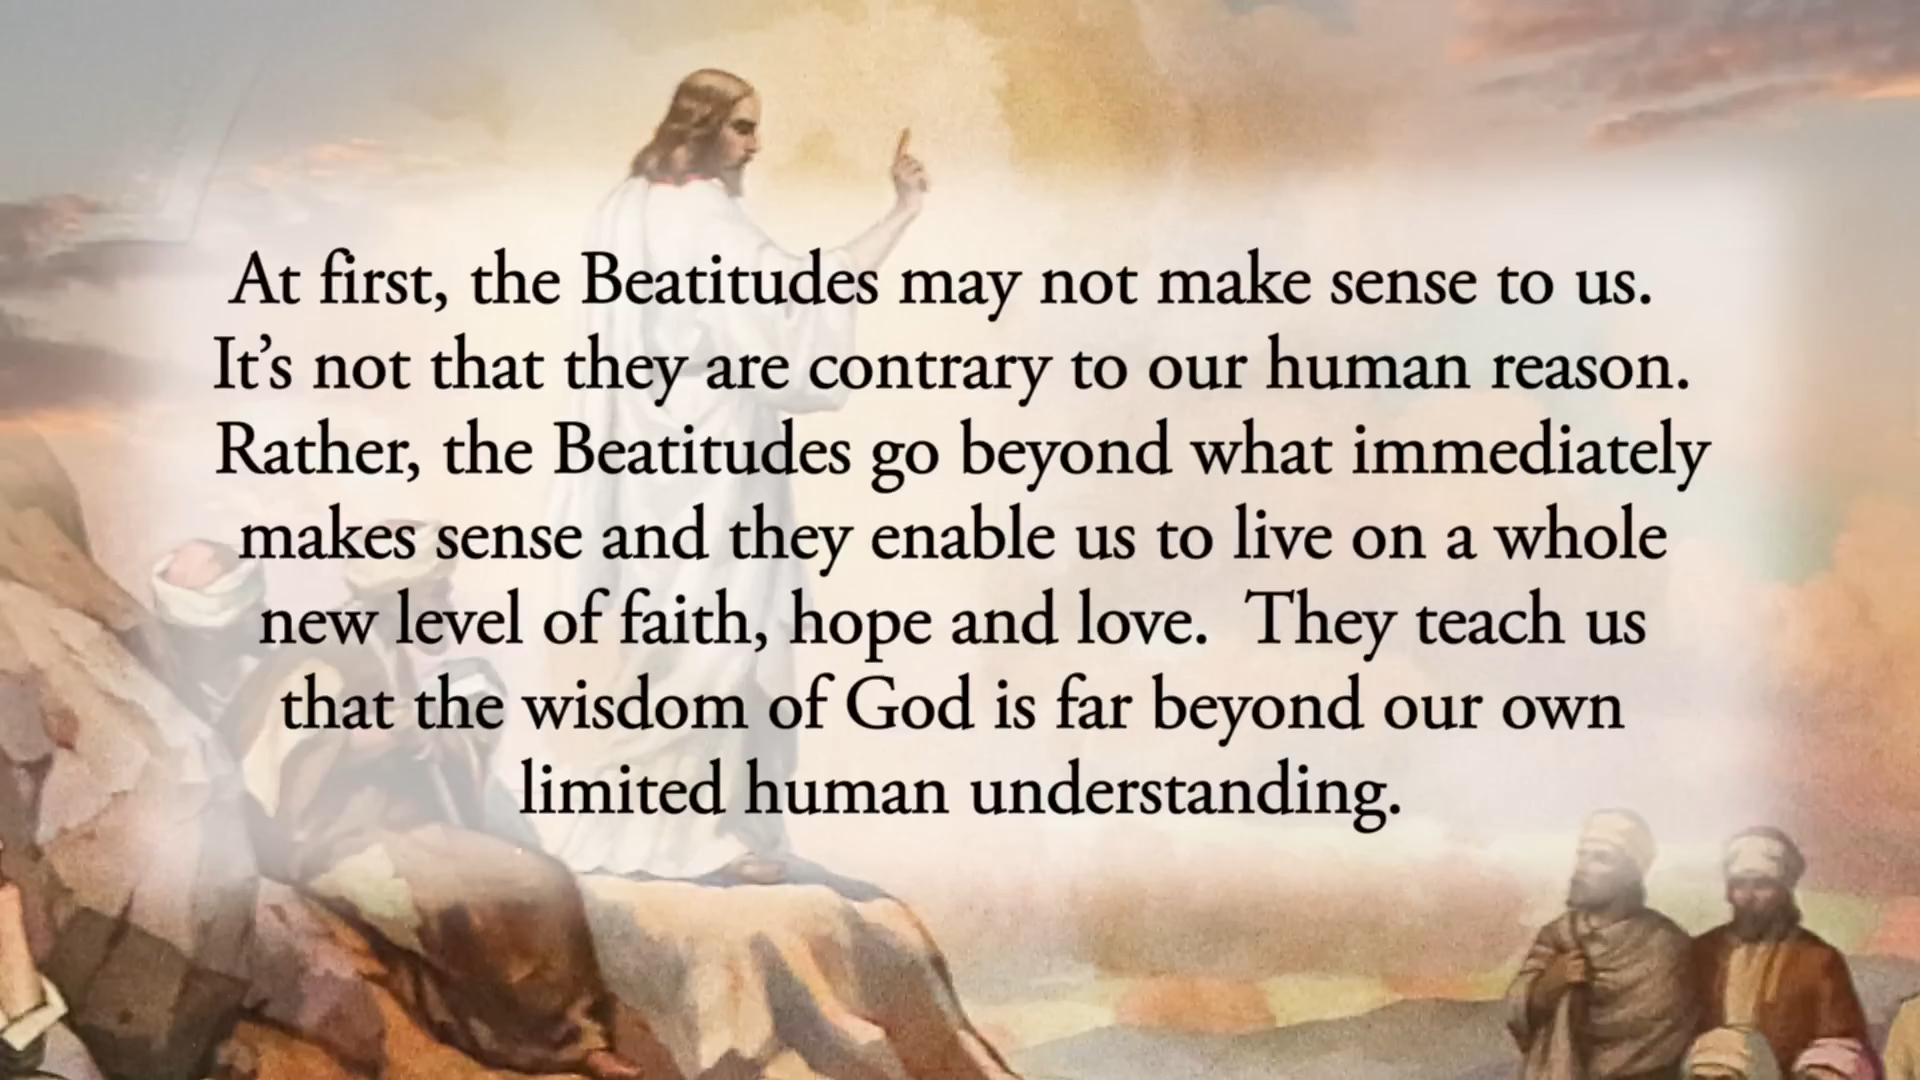 At first, the Beatitudes may not make sense to us.
It’s not that they are contrary to our human reason.
Rather, the Beatitudes go beyond what immediately
makes sense and they enable us to live on a whole
new level of faith, hope and love.  They teach us
that the wisdom of God is far beyond our own
limited human understanding.